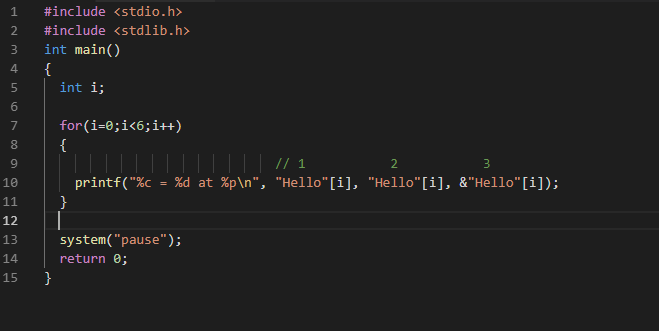 1 #include <stdio.h>
2 #include <stdlib.h>
3 int main()
4 {
5   int i;
6
7   for(i=0;i<6;i++)
8   {
9                               // 1           2           3
10     printf("%c = %d at %p\n", "Hello"[i], "Hello"[i], &"Hello"[i]);
11   }
12
13   system("pause");
14   return 0;
15 }